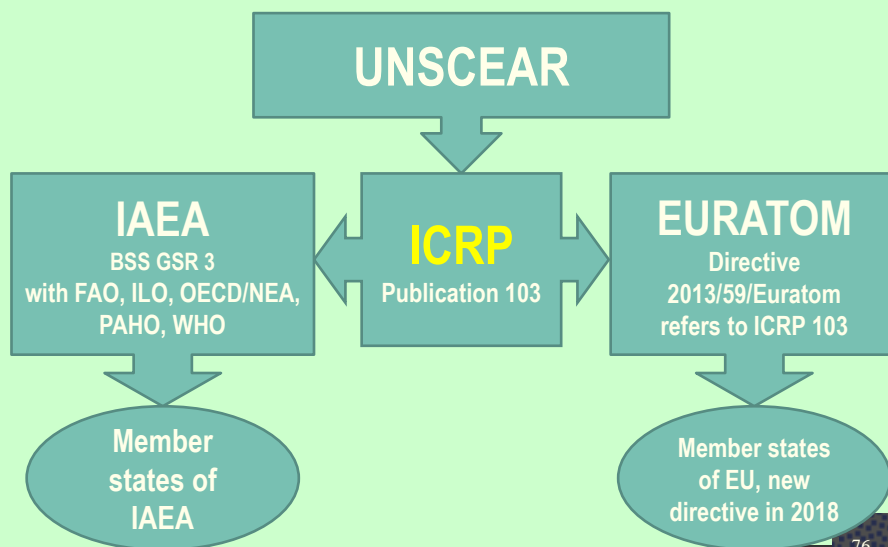 UNSCEAR
IAEA
BSS GSR 3
with FAO, ILO, OECD/NEA,
PAHO, WHO
ICRP
Publication 103
EURATOM
Directive
2013/59/Euratom
refers to ICRP 103
Member
states of
IAEA
Member states
of EU, new
directive in 2018
76